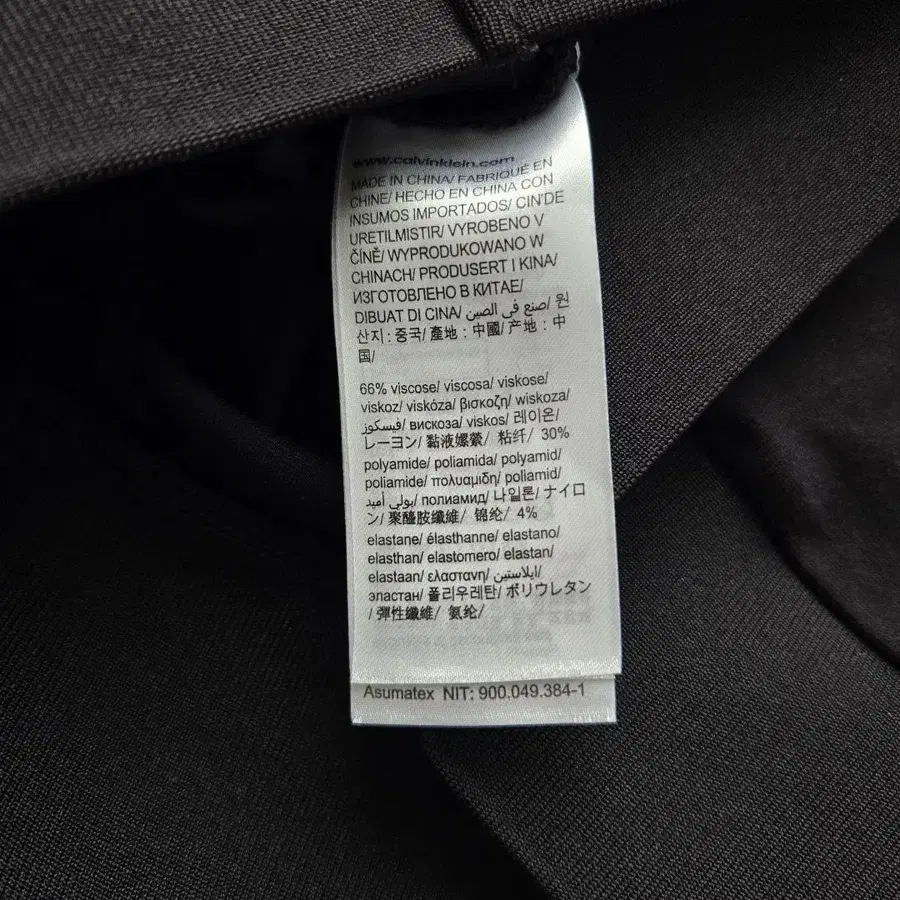 www.calvinklein.com
MADE IN CHINA/ FABRIQUÉ EN
CHINE/ HECHO EN CHINA CON
INSUMOS IMPORTADOS/ CIN'DE
URETILMISTIR/ VYROBENO V
ČÍNĚ/ WYPRODUKOWANO W
CHINACH/ PRODUSERT I KINA/
ИЗГОТОВЛЕНО В КИТАЕ/
DIBUAT DI CINA/ صنع في الصين/ 원
산지 : 중국/ 產地 : 中國/ 产地 : 中
国/
66% viscose/ viscosa/ viskose/
viskoz/ viskóza/ βισκοζη/ wiskoza/
فيسكوز/ вискоза/ viskos/ 레이온/
レーヨン/ 黏液嫘縈/ 粘纤/ 30%
polyamide/ poliamida/ polyamid/
poliamide/ πολυαμιδη/ poliamid/
بولي أميد/ полиамид/ 나일론/ ナイロ
ン/ 聚醯胺纖維/ 锦纶/ 4%
elastane/ élasthanne/ elastano/
elasthan/ elastomero/ elastan/
elastaan/ ελαστανη/ ايلاستين/
эластан/ 폴리우레탄/ ポリウレタン
/ 彈性纖維/ 氨纶/
Asumatex NIT: 900.049.384-1